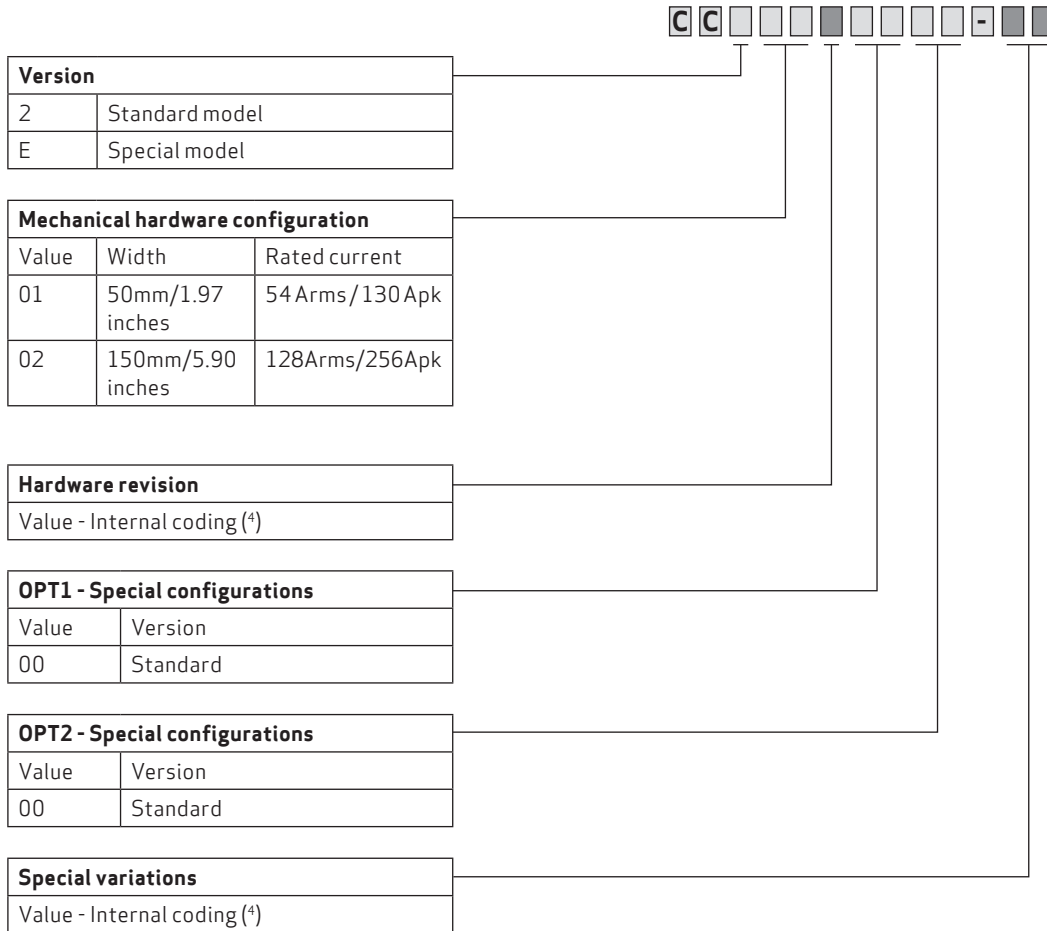 C C -
Version
2 Standard model
E Special model
Mechanical hardware configuration
Value Width Rated current
01 50mm/1.97 54 Arms / 130 Apk
inches
02 150mm/5.90 128Arms/256Apk
inches
Hardware revision
Value - Internal coding (⁴)
OPT1 - Special configurations
Value Version
00 Standard
OPT2 - Special configurations
Value Version
00 Standard
Special variations
Value - Internal coding (⁴)